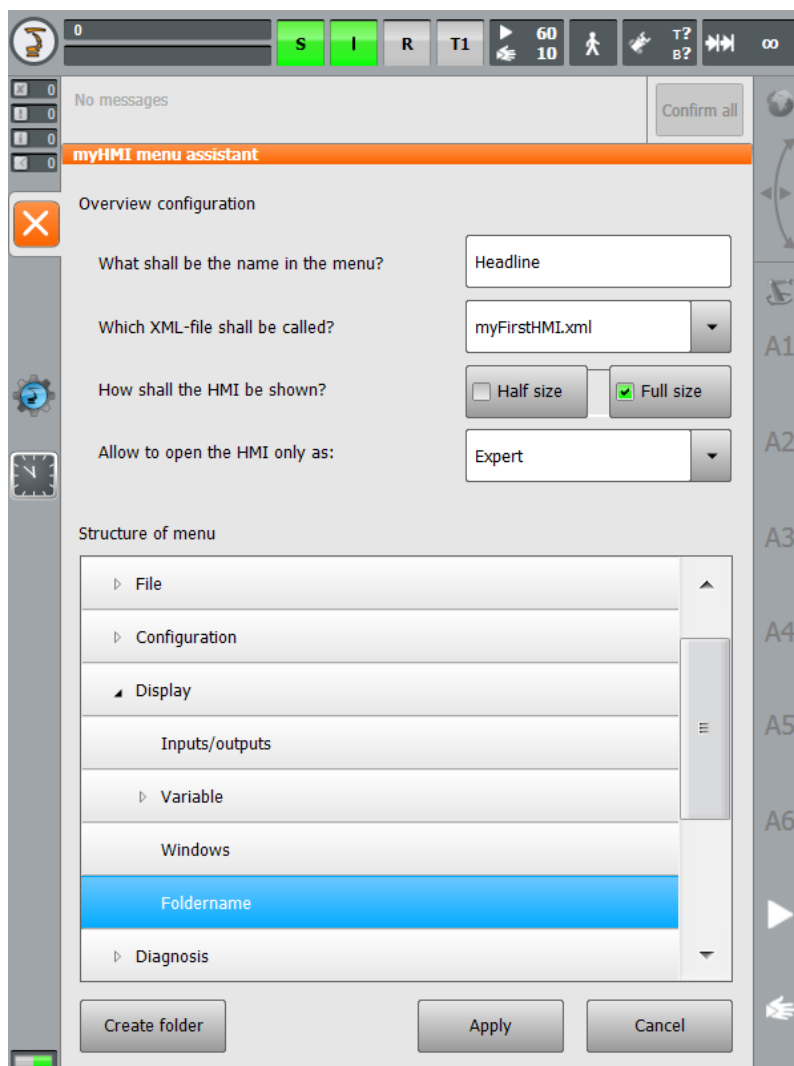 0
S
I
R
T1
60
10
T?
B?
∞
0
0
0
0
No messages
Confirm all
myHMI menu assistant
Overview configuration
What shall be the name in the menu?
Headline
Which XML-file shall be called?
myFirstHMI.xml
How shall the HMI be shown?
Half size
Full size
Allow to open the HMI only as:
Expert
Structure of menu
File
Configuration
Display
Inputs/outputs
Variable
Windows
Foldername
Diagnosis
Create folder
Apply
Cancel
A1
A2
A3
A4
A5
A6